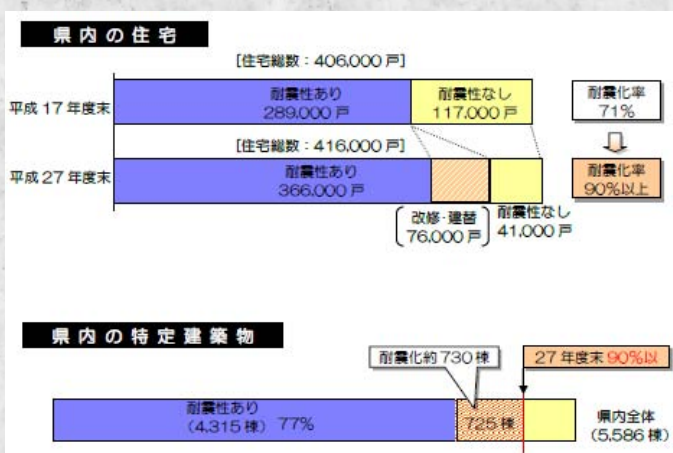 県内の住宅
[住宅総数：406,000戸]
平成17年度末
耐震性あり
289,000戸
耐震性なし
117,000戸
耐震化率
71%
[住宅総数：416,000戸]
平成27年度末
耐震性あり
366,000戸
耐震化率
90%以上
改修・建替
76,000戸
耐震性なし
41,000戸
県内の特定建築物
耐震化約730棟
27年度末 90%以
耐震性あり
(4,315棟) 77%
725棟
県内全体
(5,586棟)